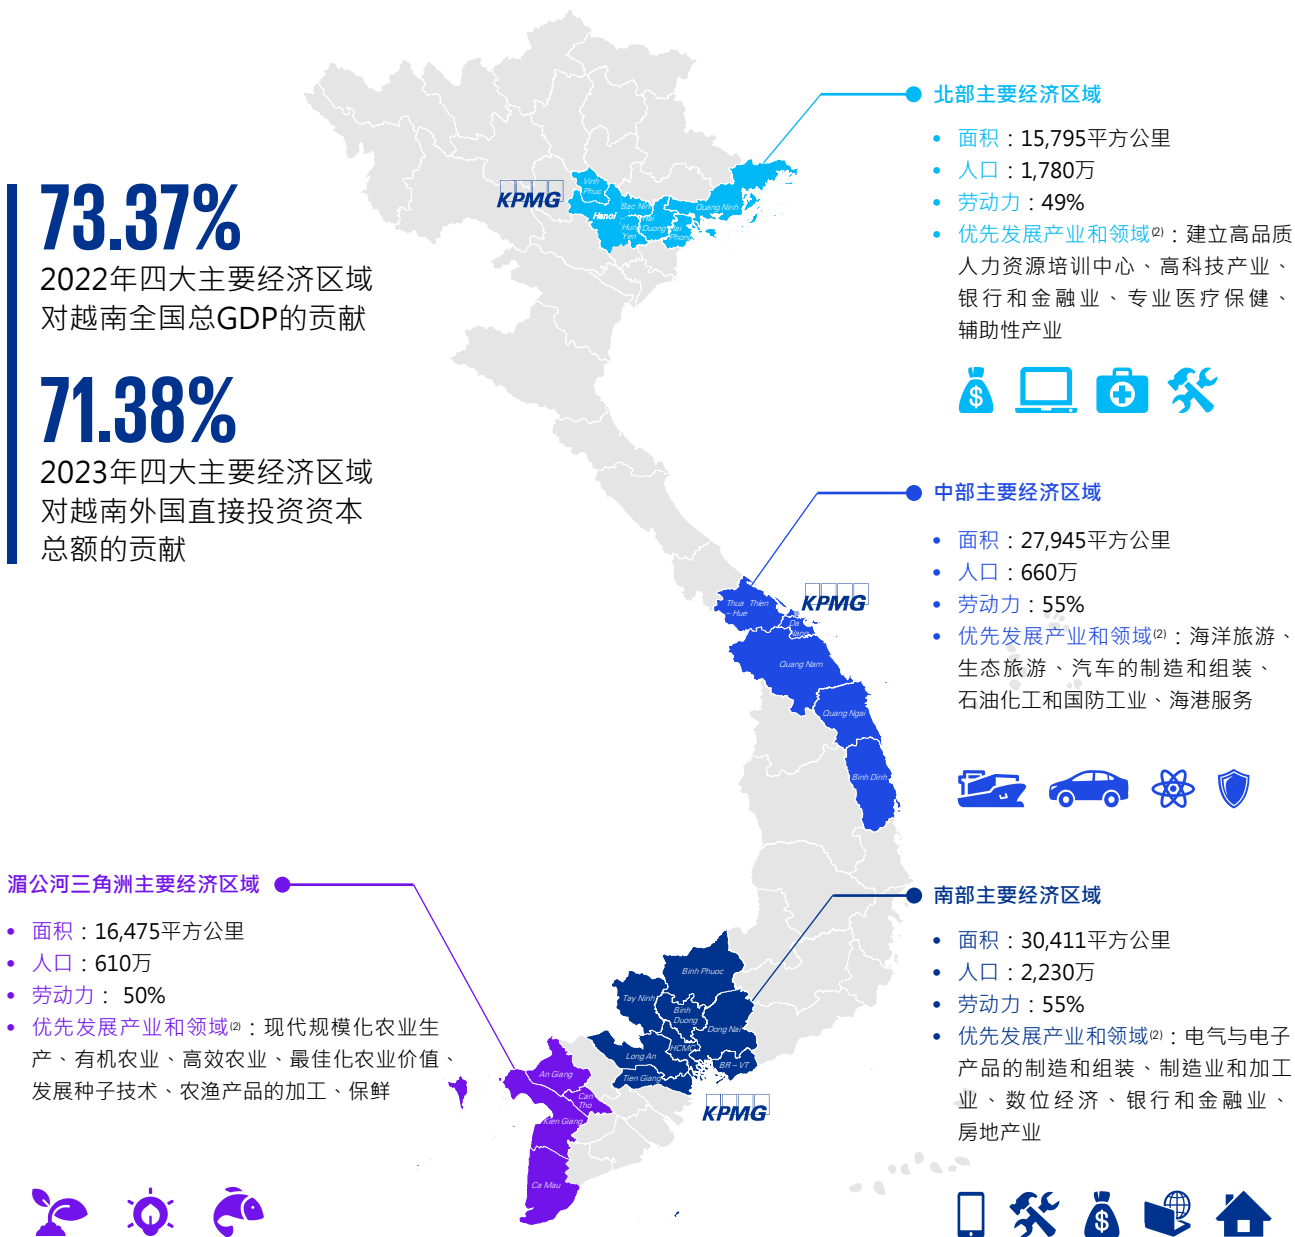 73.37%
2022年四大主要经济区域
对越南全国总GDP的贡献
71.38%
2023年四大主要经济区域
对越南外国直接投资资本
总额的贡献
北部主要经济区域
• 面积：15,795平方公里
• 人口：1,780万
• 劳动力：49%
• 优先发展产业和领域(2)：建立高品质
人力资源培训中心、高科技产业、
银行和金融业、专业医疗保健、
辅助性产业
KPMG
Vinh
Phuc
Bac Ninh
Hanoi
Hai
Duong
Hung
Yen
Hai
Phong
Quang Ninh
中部主要经济区域
• 面积：27,945平方公里
• 人口：660万
• 劳动力：55%
• 优先发展产业和领域(2)：海洋旅游、
生态旅游、汽车的制造和组装、
石油化工和国防工业、海港服务
KPMG
Thua Thien
– Hue
Da
Nang
Quang Nam
Quang Ngai
Binh Dinh
湄公河三角洲主要经济区域
• 面积：16,475平方公里
• 人口：610万
• 劳动力： 50%
• 优先发展产业和领域(2)：现代规模化农业生
产、有机农业、高效农业、最佳化农业价值、
发展种子技术、农渔产品的加工、保鲜
An Giang
Can
Tho
Kien Giang
Ca Mau
南部主要经济区域
• 面积：30,411平方公里
• 人口：2,230万
• 劳动力：55%
• 优先发展产业和领域(2)：电气与电子
产品的制造和组装、制造业和加工
业、数位经济、银行和金融业、
房地产业
Binh Phuoc
Tay Ninh
Binh
Duong
Dong Nai
HCMC
Long An
BR – VT
Tien Giang
KPMG